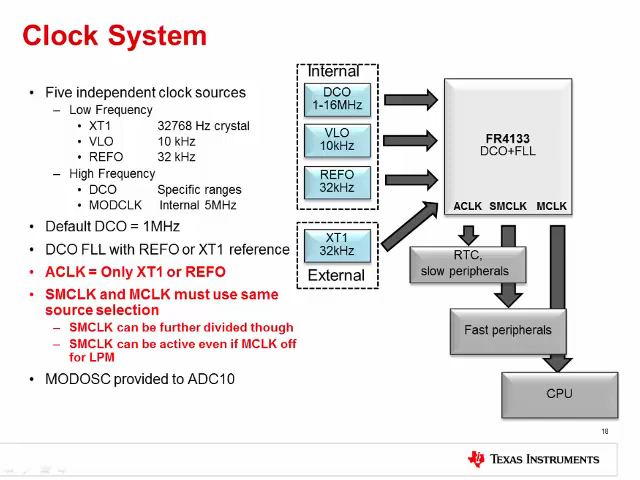 Clock System
• Five independent clock sources
– Low Frequency
• XT1 32768 Hz crystal
• VLO 10 kHz
• REFO 32 kHz
– High Frequency
• DCO Specific ranges
• MODCLK Internal 5MHz
• Default DCO = 1MHz
• DCO FLL with REFO or XT1 reference
• ACLK = Only XT1 or REFO
• SMCLK and MCLK must use same
source selection
– SMCLK can be further divided though
– SMCLK can be active even if MCLK off
for LPM
• MODOSC provided to ADC10
Internal
DCO
1-16MHz
VLO
10kHz
REFO
32kHz
XT1
32kHz
External
FR4133
DCO+FLL
ACLK SMCLK MCLK
RTC,
slow peripherals
Fast peripherals
CPU
18
TEXAS INSTRUMENTS